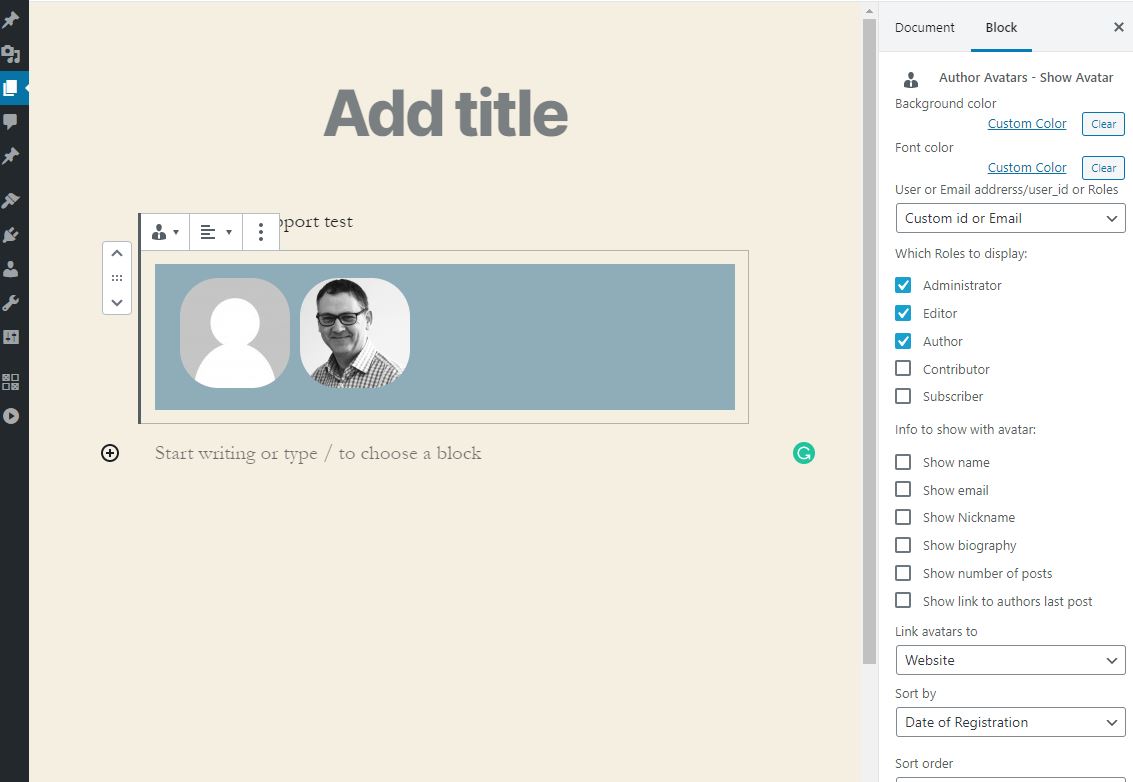 Add title
pport test
Start writing or type / to choose a block
Document
Block
Author Avatars - Show Avatar
Background color
Custom Color
Clear
Font color
Custom Color
Clear
User or Email addrerss/user_id or Roles
Custom id or Email
Which Roles to display:
Administrator
Editor
Author
Contributor
Subscriber
Info to show with avatar:
Show name
Show email
Show Nickname
Show biography
Show number of posts
Show link to authors last post
Link avatars to
Website
Sort by
Date of Registration
Sort order